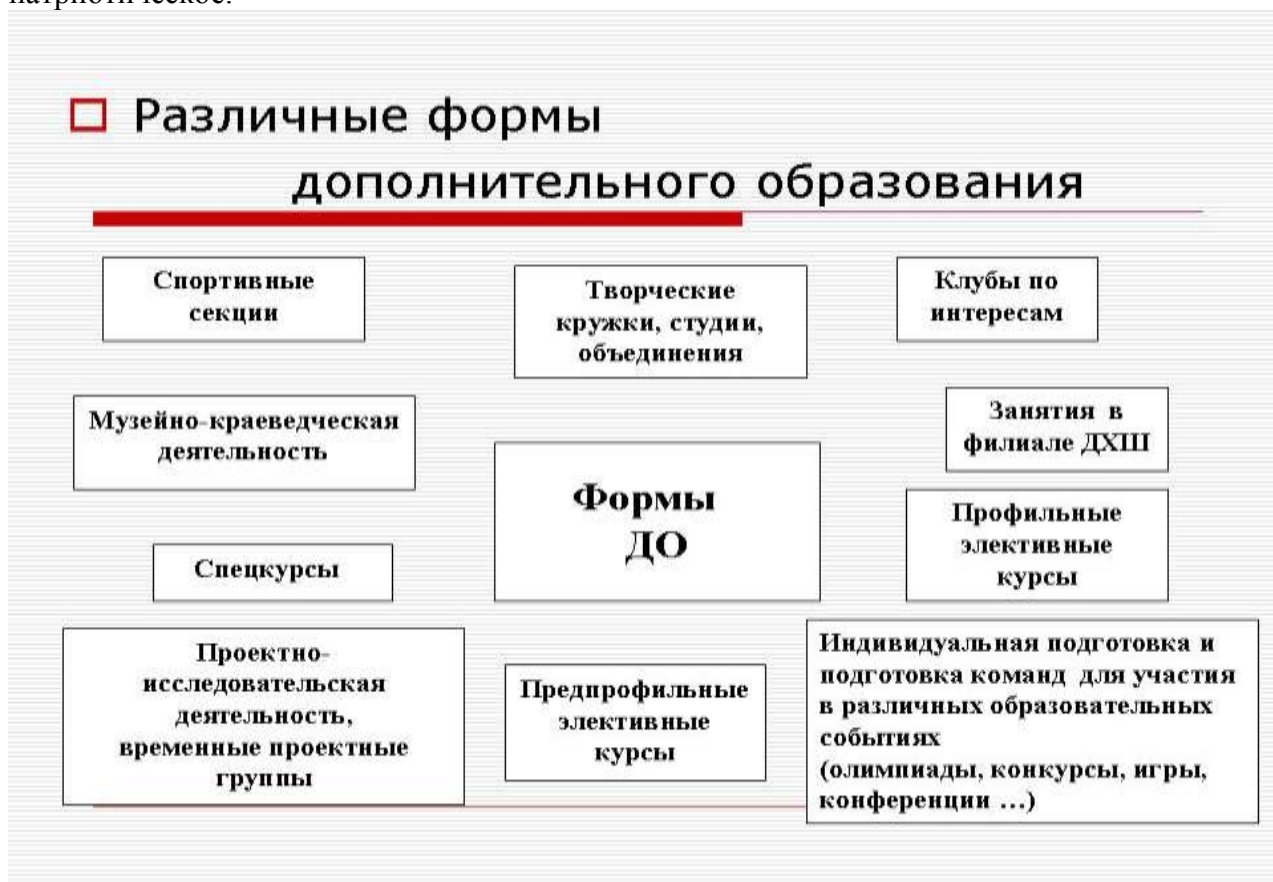 патриотическое.
Различные формы
дополнительного образования
Спортивные
секции
Творческие
кружки, студии,
объединения
Клубы по
интересам
Музейно-краеведческая
деятельность
Занятия в
филиале ДХШ
Формы
ДО
Профильные
элективные
курсы
Спецкурсы
Проектно-
исследовательская
деятельность,
временные проектные
группы
Предпрофильные
элективные
курсы
Индивидуальная подготовка и
подготовка команд для участия
в различных образовательных
событиях
(олимпиады, конкурсы, игры,
конференции ...)